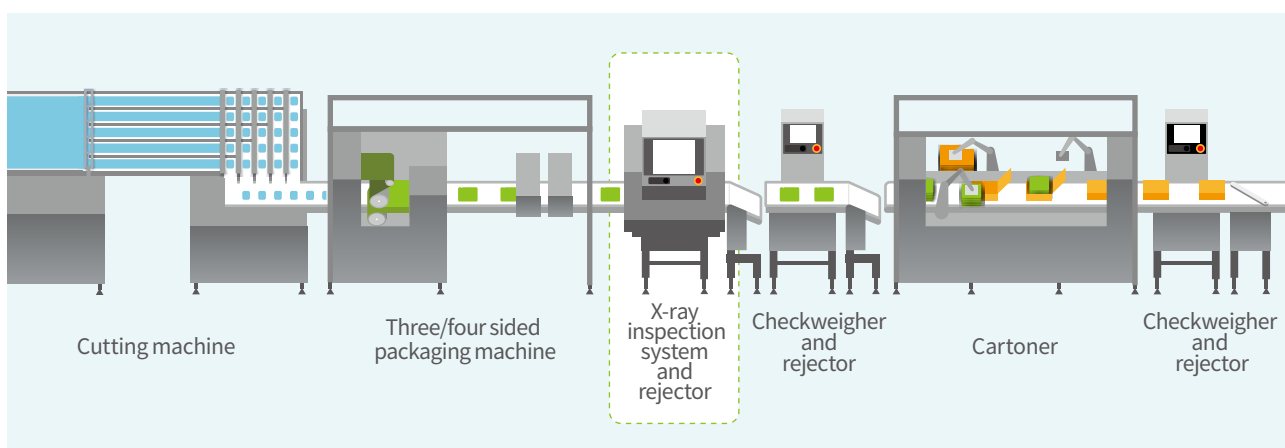 Cutting machine
Three/four sided
packaging machine
X-ray
inspection
system
and
rejector
Checkweigher
and
rejector
Cartoner
Checkweigher
and
rejector